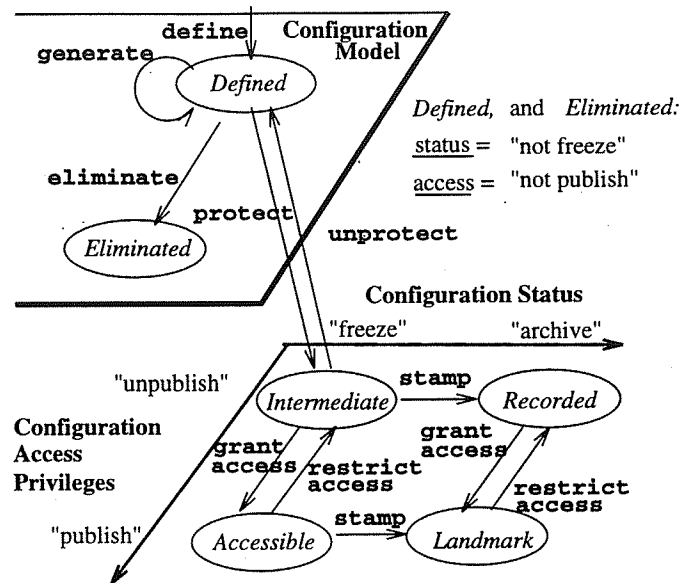 define
Configuration
Model
generate
Defined
Defined, and Eliminated:
status = "not freeze"
access = "not publish"
eliminate
protect
unprotect
Eliminated
Configuration Status
"freeze"
"archive"
"unpublish"
stamp
Intermediate
Recorded
Configuration
Access
Privileges
grant
access
restrict
access
grant
access
restrict
access
"publish"
stamp
Accessible
Landmark